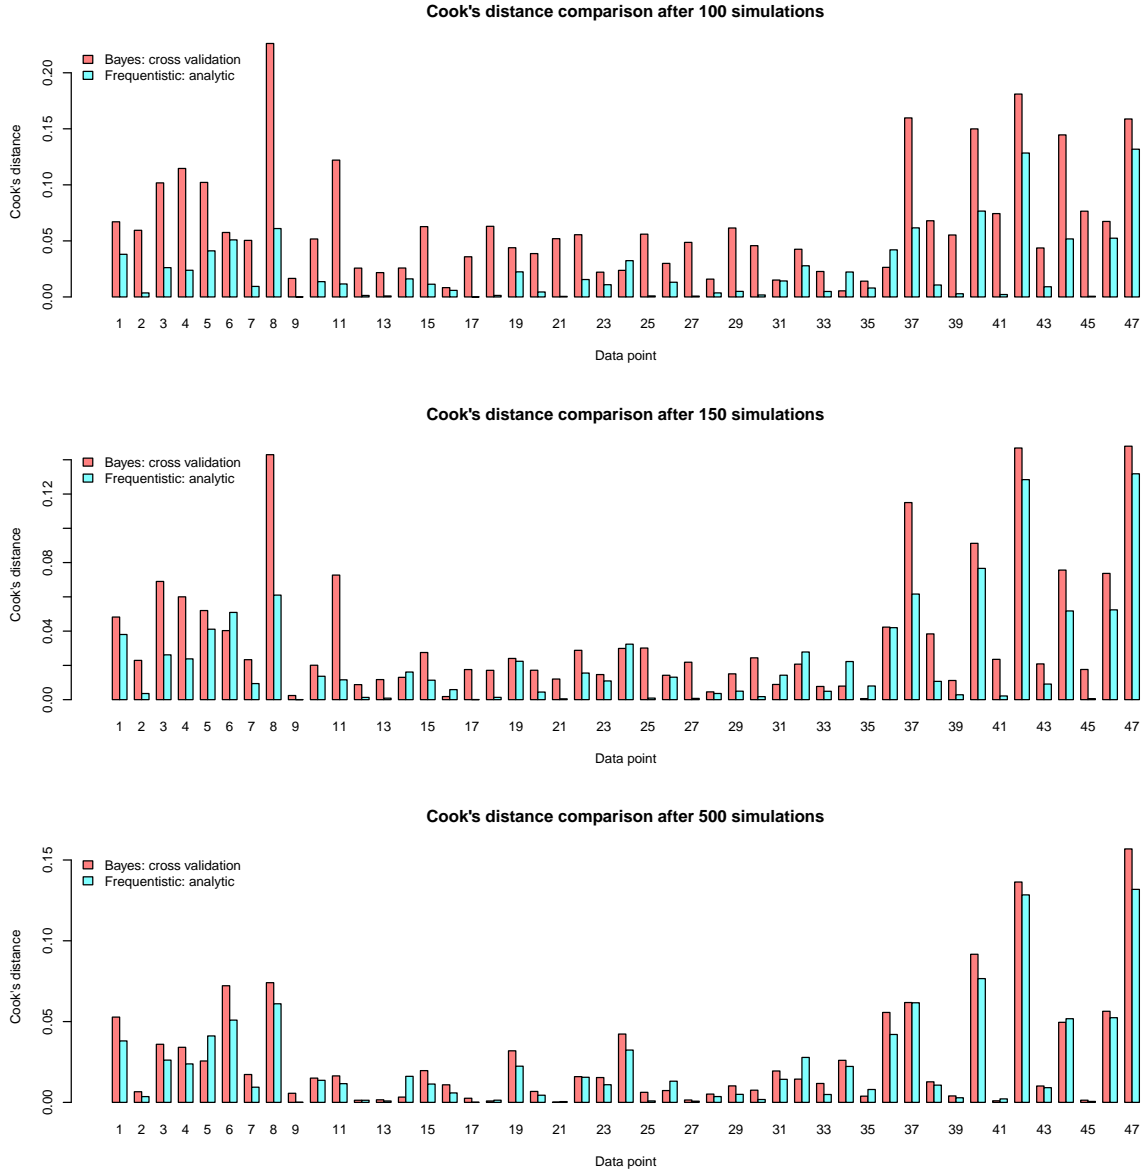 Cook's distance comparison after 100 simulations
Bayes: cross validation
Frequentistic: analytic
Cook's distance
0.00 0.05 0.10 0.15 0.20
1 2 3 4 5 6 7 8 9 11 13 15 17 19 21 23 25 27 29 31 33 35 37 39 41 43 45 47
Data point
Cook's distance comparison after 150 simulations
Bayes: cross validation
Frequentistic: analytic
Cook's distance
0.00 0.04 0.08 0.12
1 2 3 4 5 6 7 8 9 11 13 15 17 19 21 23 25 27 29 31 33 35 37 39 41 43 45 47
Data point
Cook's distance comparison after 500 simulations
Bayes: cross validation
Frequentistic: analytic
Cook's distance
0.00 0.05 0.10 0.15
1 2 3 4 5 6 7 8 9 11 13 15 17 19 21 23 25 27 29 31 33 35 37 39 41 43 45 47
Data point